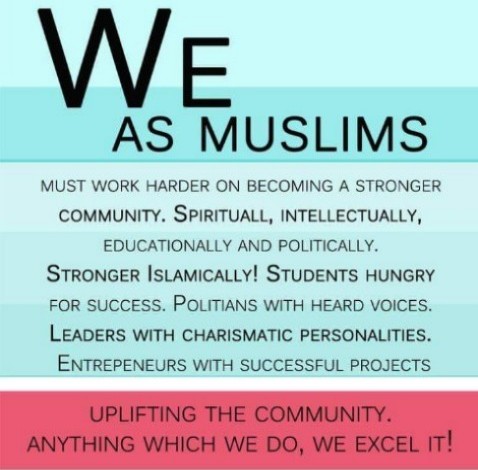 WE
AS MUSLIMS
MUST WORK HARDER ON BECOMING A STRONGER
COMMUNITY. SPIRITUALL, INTELLECTUALLY,
EDUCATIONALLY AND POLITICALLY.
STRONGER ISLAMICALLY! STUDENTS HUNGRY
FOR SUCCESS. POLITIANS WITH HEARD VOICES.
LEADERS WITH CHARISMATIC PERSONALITIES.
ENTREPENEURS WITH SUCCESSFUL PROJECTS
UPLIFTING THE COMMUNITY.
ANYTHING WHICH WE DO, WE EXCEL IT!